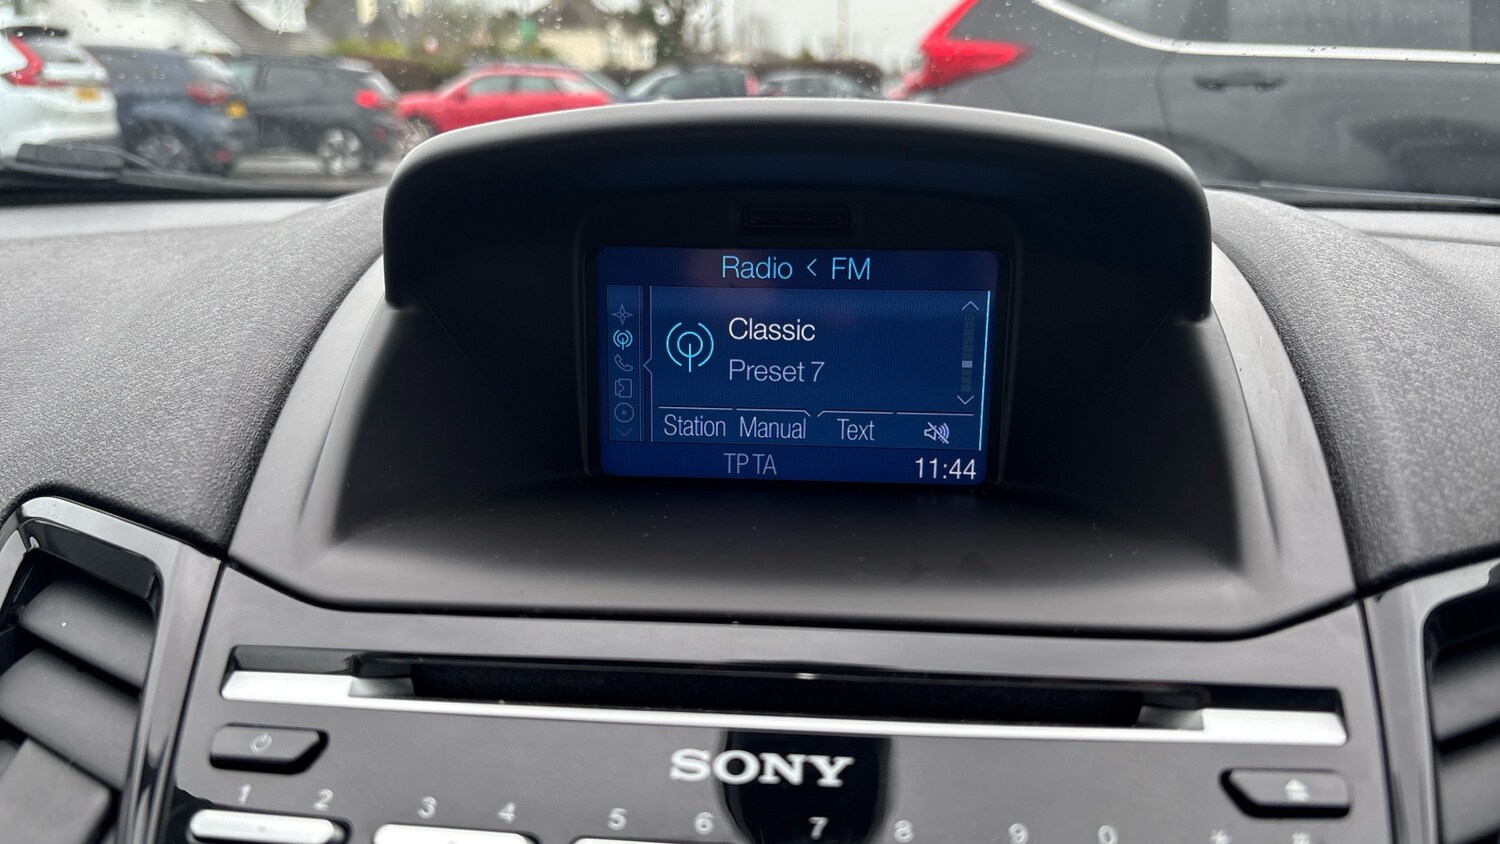 Radio < FM
Classic
Preset 7
Station Manual Text
TP TA 11:44
SONY
1 2 3 4 5 6 7 8 9 0 * #